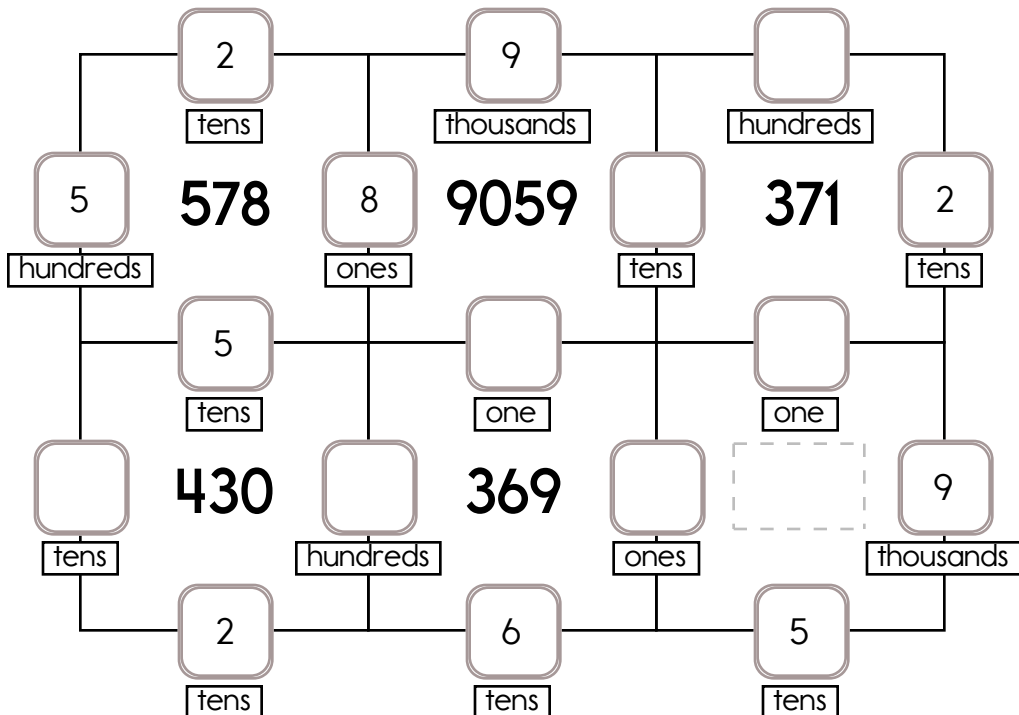 2 9
tens thousands hundreds
5 578 8 9059 371 2
hundreds ones tens tens
5
tens one one
430 369 9
tens hundreds ones thousands
2 6 5
tens tens tens